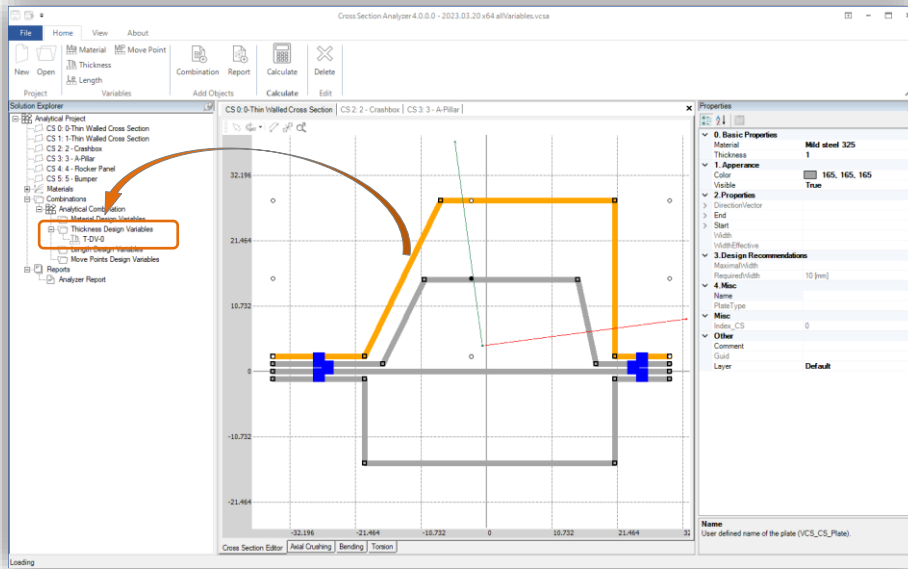 Cross Section Analyzer 4.0.0.0 - 2023.03.20 x64 allVariables.vcsa
File Home View About
New Open Material Thickness Length Move Point Combination Report Calculate Delete
Project Variables Add Objects Calculate Edit
Solution Explorer
Analytical Project
CS 0: 0-Thin Walled Cross Section
CS 1: 1-Thin Walled Cross Section
CS 2: 2 - Crashbox
CS 3: 3 - A-Pillar
CS 4: 4 - Rocker Panel
CS 5: 5 - Bumper
Materials
Combinations
Analytical Combination
Material Design Variables
Thickness Design Variables
T-DV-0
Length Design Variables
Move Points Design Variables
Reports
Analyzer Report
CS 0: 0-Thin Walled Cross Section CS 2: 2 - Crashbox CS 3: 3 - A-Pillar
32.196
21.464
10.732
0
-10.732
-21.464
-32.196 -21.464 -10.732 0 10.732 21.464 32
Cross Section Editor Axial Crushing Bending Torsion
Properties
0. Basic Properties
Material Mild steel 325
Thickness 1
1. Apperance
Color 165, 165, 165
Visible True
2.Properties
DirectionVector
End
Start
Width
WidthEffective
3.Design Recommendations
MaximalWidth
RequiredWidth 10 [mm]
4.Misc
Name
PlateType
Misc
Index_CS 0
Other
Comment
Guid
Layer Default
Name
User defined name of the plate (VCS_CS_Plate).
Loading